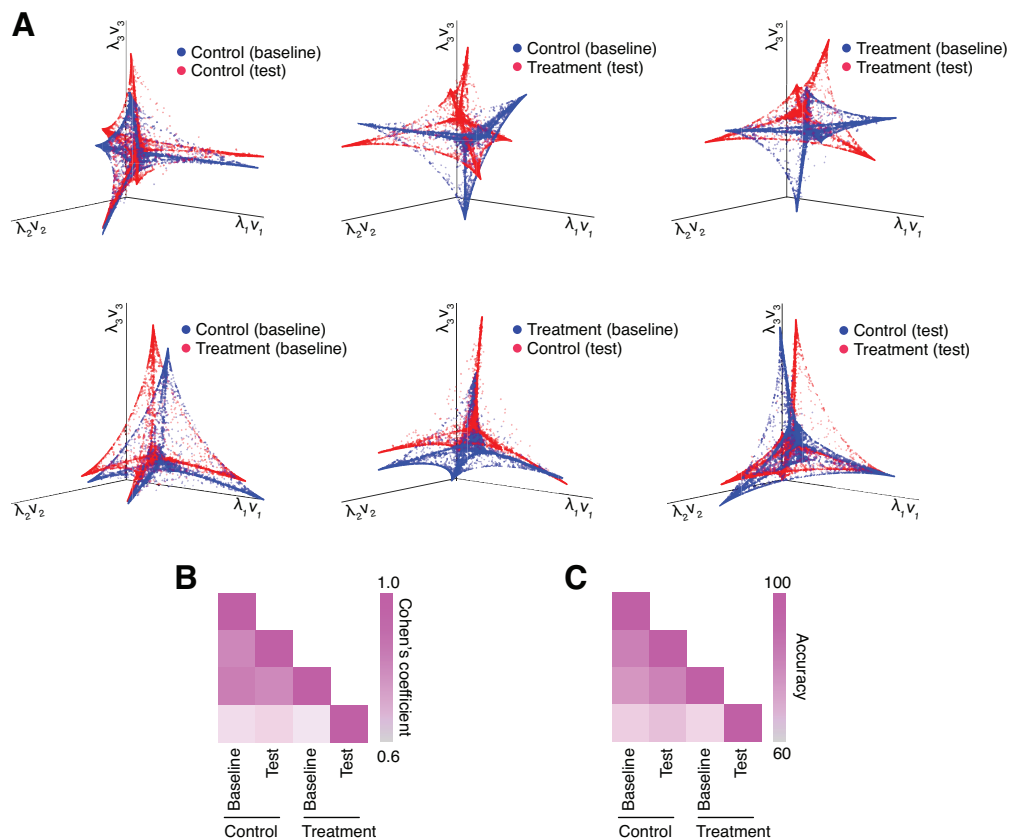 A
λ3v3
Control (baseline)
Control (test)
λ2v2
λ1v1
λ3v3
Control (baseline)
Treatment (test)
λ2v2
λ1v1
λ3v3
Treatment (baseline)
Treatment (test)
λ2v2
λ1v1
λ3v3
Control (baseline)
Treatment (baseline)
λ2v2
λ1v1
λ3v3
Treatment (baseline)
Control (test)
λ2v2
λ1v1
λ3v3
Control (test)
Treatment (test)
λ2v2
λ1v1
B
1.0
Cohen's coefficient
0.6
Baseline
Test
Baseline
Test
Control
Treatment
C
100
Accuracy
60
Baseline
Test
Baseline
Test
Control
Treatment